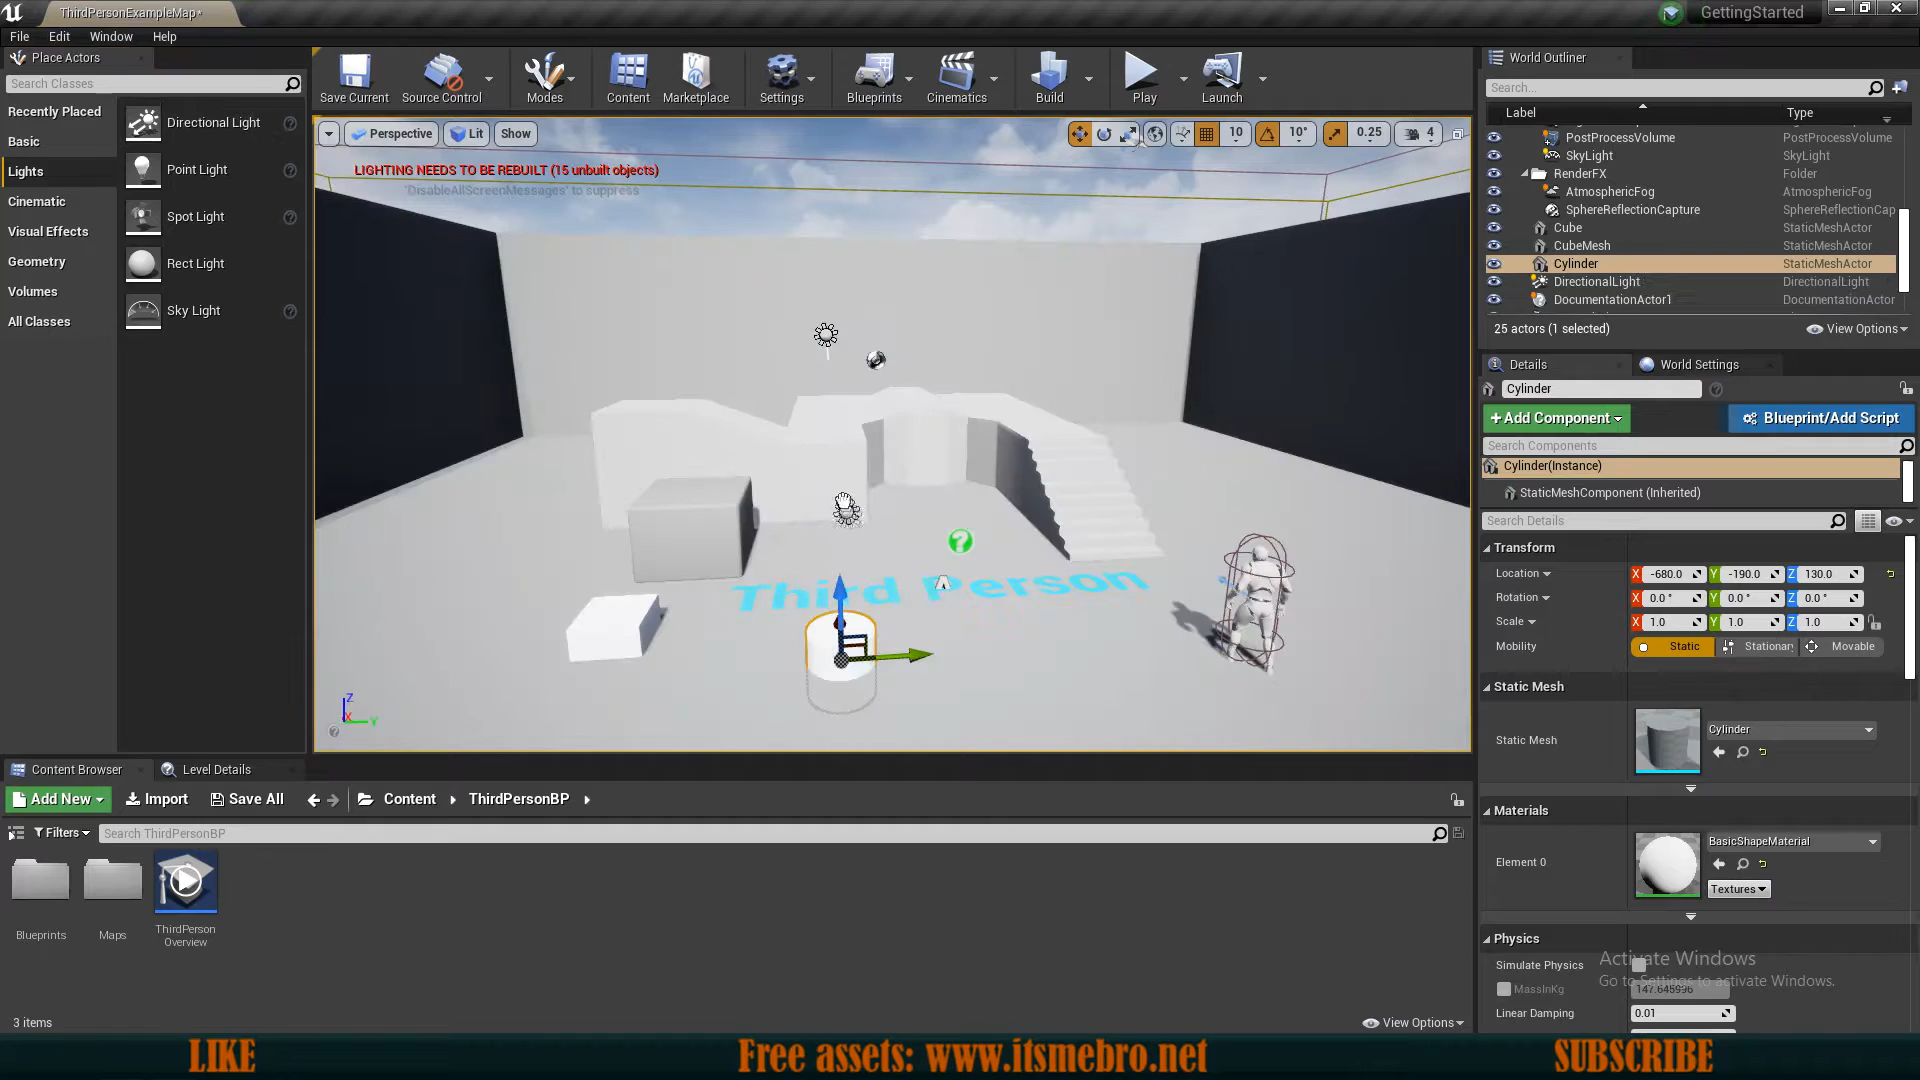 ThirdPersonExampleMap*
GettingStarted
File Edit Window Help
Place Actors
Search Classes
Recently Placed
Basic
Lights
Cinematic
Visual Effects
Geometry
Volumes
All Classes
Directional Light
Point Light
Spot Light
Rect Light
Sky Light
Save Current
Source Control
Modes
Content
Marketplace
Settings
Blueprints
Cinematics
Build
Play
Launch
Perspective Lit Show
10 10° 0.25 4
LIGHTING NEEDS TO BE REBUILT (15 unbuilt objects)
'DisableAllScreenMessages' to suppress
Third Person
Z
X Y
World Outliner
Search...
Label Type
PostProcessVolume PostProcessVolume
SkyLight SkyLight
RenderFX Folder
AtmosphericFog AtmosphericFog
SphereReflectionCapture SphereReflectionCap
Cube StaticMeshActor
CubeMesh StaticMeshActor
Cylinder StaticMeshActor
DirectionalLight DirectionalLight
DocumentationActor1 DocumentationActor
25 actors (1 selected) View Options
Details World Settings
Cylinder
+Add Component Blueprint/Add Script
Search Components
Cylinder(Instance)
StaticMeshComponent (Inherited)
Search Details
Transform
Location X -680.0 Y -190.0 Z 130.0
Rotation X 0.0 ° Y 0.0 ° Z 0.0 °
Scale X 1.0 Y 1.0 Z 1.0
Mobility Static Stationar Movable
Static Mesh
Static Mesh Cylinder
Materials
Element 0 BasicShapeMaterial
Textures
Physics
Simulate Physics
MassInKg 147.645996
Linear Damping 0.01
Activate Windows
Go to Settings to activate Windows.
Content Browser Level Details
Add New Import Save All Content ThirdPersonBP
Filters Search ThirdPersonBP
Blueprints
Maps
ThirdPerson
Overview
3 items View Options
LIKE Free assets: www.itsmebro.net SUBSCRIBE